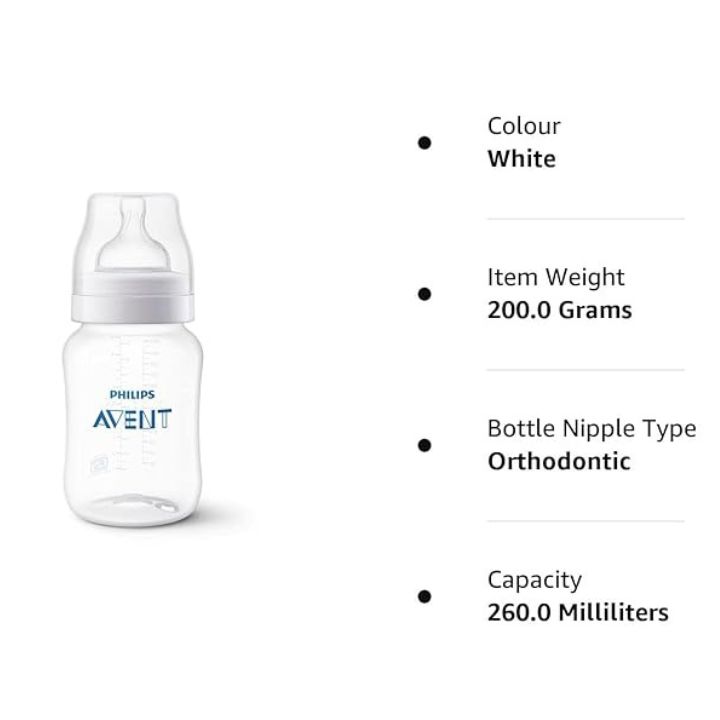 PHILIPS
AVENT
Colour
White
Item Weight
200.0 Grams
Bottle Nipple Type
Orthodontic
Capacity
260.0 Milliliters